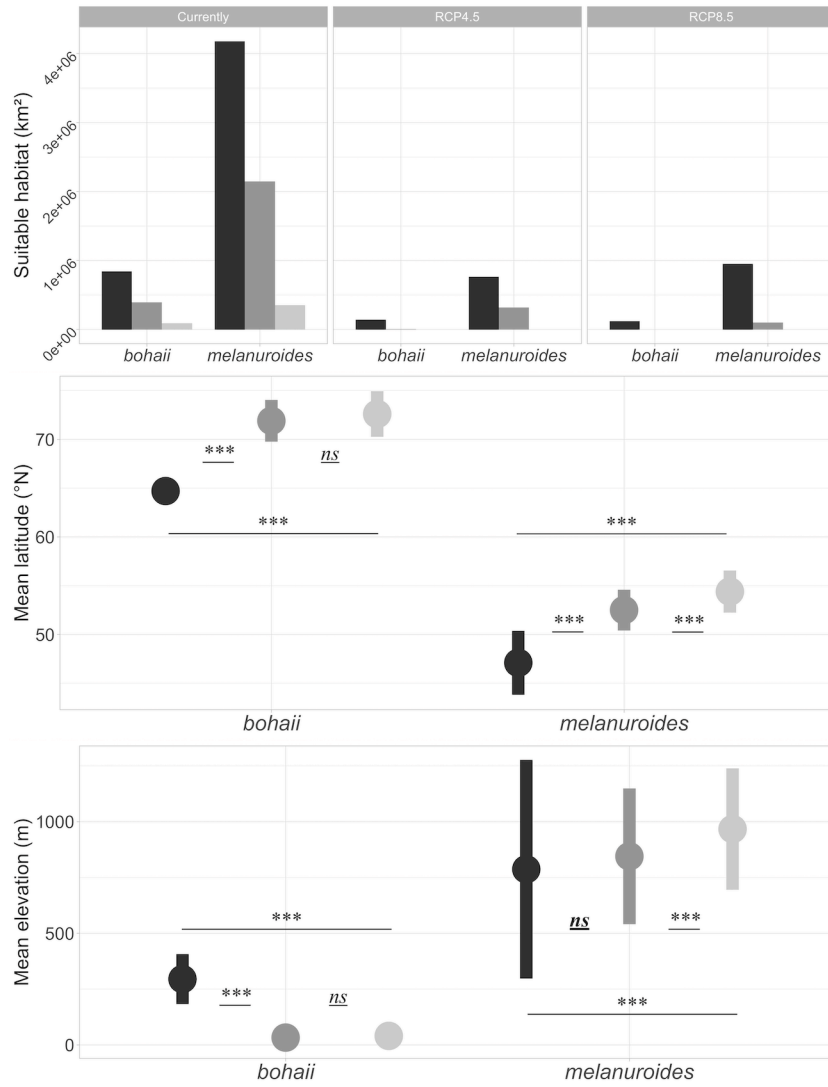 Currently RCP4.5 RCP8.5
Suitable habitat (km²)
4e+06
3e+06
2e+06
1e+06
0e+00
bohaii melanuroides bohaii melanuroides bohaii melanuroides
Mean latitude (°N)
70
60
50
*** ns
*** ***
*** ***
bohaii melanuroides
Mean elevation (m)
1000
500
0
*** ns ***
*** ns
***
bohaii melanuroides